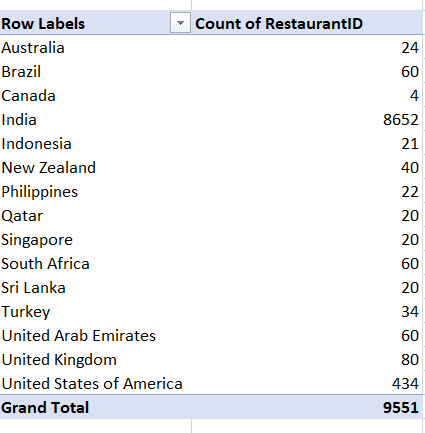 Row Labels Count of RestaurantID
Australia 24
Brazil 60
Canada 4
India 8652
Indonesia 21
New Zealand 40
Philippines 22
Qatar 20
Singapore 20
South Africa 60
Sri Lanka 20
Turkey 34
United Arab Emirates 60
United Kingdom 80
United States of America 434
Grand Total 9551